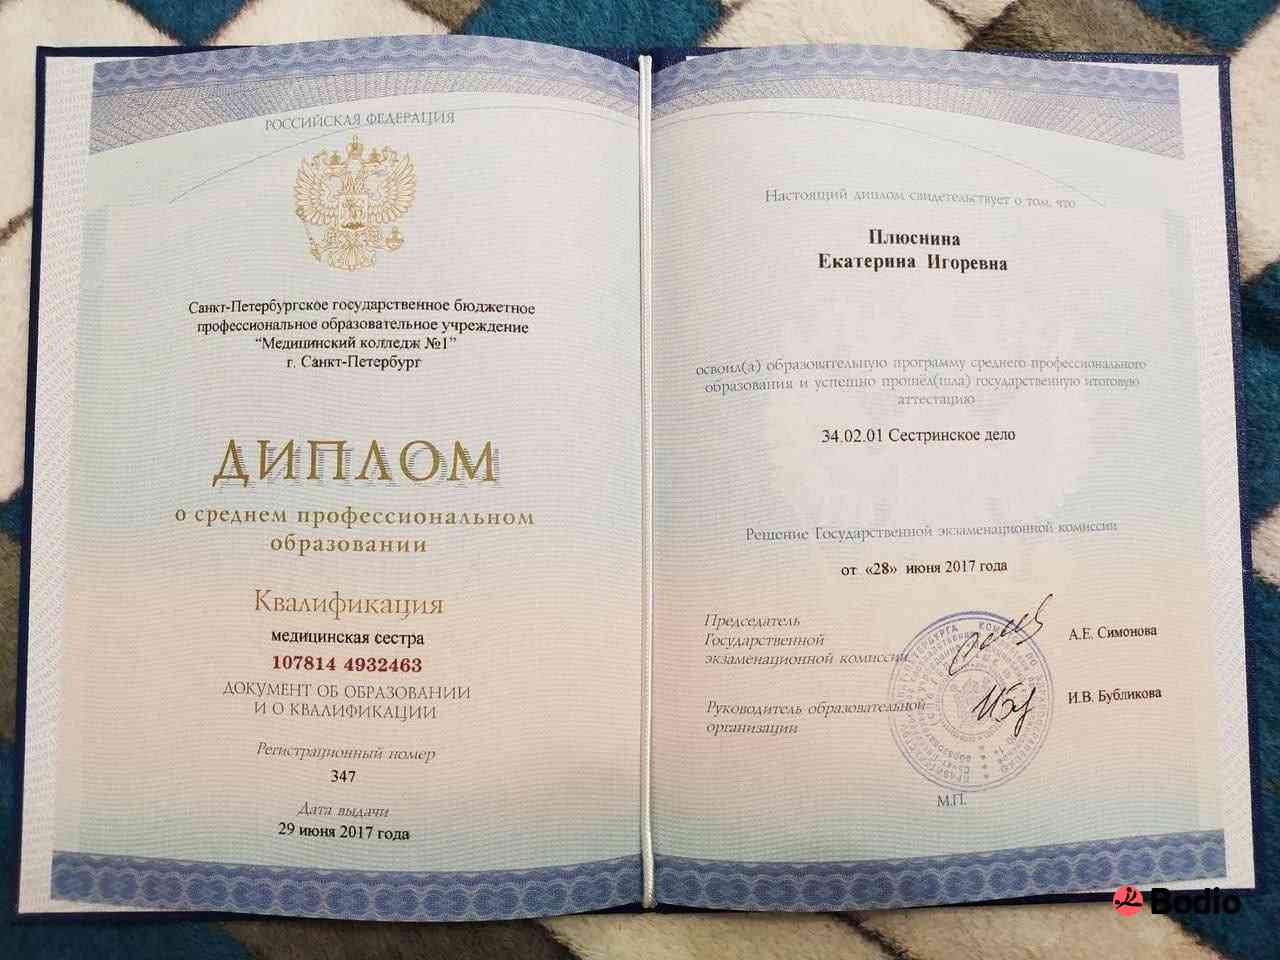 РОССИЙСКАЯ ФЕДЕРАЦИЯ
Санкт-Петербургское государственное бюджетное
профессиональное образовательное учреждение
“Медицинский колледж №1”
г. Санкт-Петербург
ДИПЛОМ
о среднем профессиональном
образовании
Квалификация
медицинская сестра
107814 4932463
ДОКУМЕНТ ОБ ОБРАЗОВАНИИ
И О КВАЛИФИКАЦИИ
Регистрационный номер
347
Дата выдачи
29 июня 2017 года
Настоящий диплом свидетельствует о том, что
Плюснина
Екатерина Игоревна
освоил(а) образовательную программу среднего профессионального
образования и успешно прошёл(шла) государственную итоговую
аттестацию
34.02.01 Сестринское дело
Решение Государственной экзаменационной комиссии
от «28» июня 2017 года
Председатель
Государственной
экзаменационной комиссии
А.Е. Симонова
Руководитель образовательной
организации
И.В. Бубликова
М.П.
Bodio